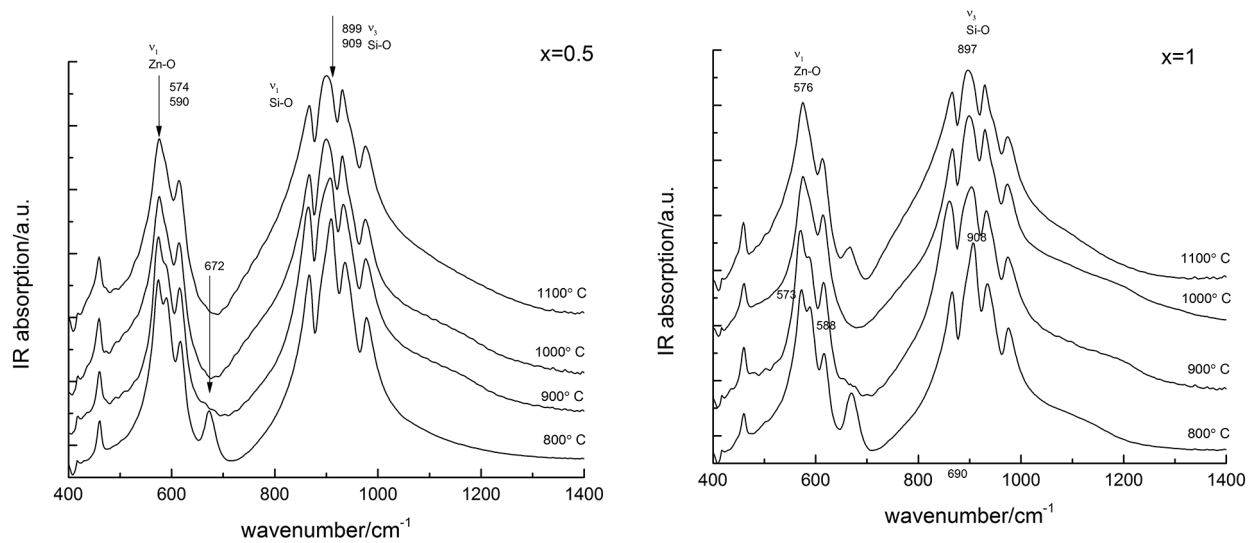 899 ν3
909 Si-O
x=0.5
ν1
Zn-O
574
590
ν1
Si-O
672
1100° C
1000° C
900° C
800° C
IR absorption/a.u.
400 600 800 1000 1200 1400
wavenumber/cm-1
ν3
Si-O
897
x=1
ν1
Zn-O
576
908
573
588
1100° C
1000° C
900° C
800° C
IR absorption/a.u.
690
400 600 800 1000 1200 1400
wavenumber/cm-1